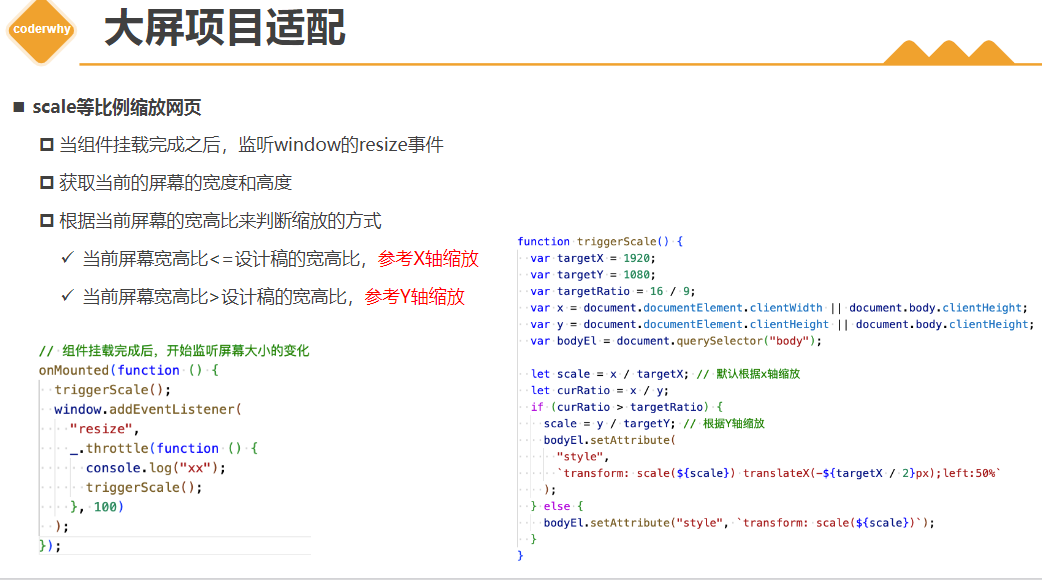 coderwhy
大屏项目适配
scale等比例缩放网页
当组件挂载完成之后，监听window的resize事件
获取当前的屏幕的宽度和高度
根据当前屏幕的宽高比来判断缩放的方式
当前屏幕宽高比<=设计稿的宽高比，参考X轴缩放
当前屏幕宽高比>设计稿的宽高比，参考Y轴缩放
// 组件挂载完成后，开始监听屏幕大小的变化
onMounted(function () {
triggerScale();
window.addEventListener(
"resize",
_.throttle(function () {
console.log("xx");
triggerScale();
}, 100)
);
});
function triggerScale() {
var targetX = 1920;
var targetY = 1080;
var targetRatio = 16 / 9;
var x = document.documentElement.clientWidth || document.body.clientHeight;
var y = document.documentElement.clientHeight || document.body.clientHeight;
var bodyEl = document.querySelector("body");
let scale = x / targetX; // 默认根据x轴缩放
let curRatio = x / y;
if (curRatio > targetRatio) {
scale = y / targetY; // 根据Y轴缩放
bodyEl.setAttribute(
"style",
`transform: scale(${scale}) translateX(-${targetX / 2}px);left:50%`
);
} else {
bodyEl.setAttribute("style", `transform: scale(${scale})`);
}
}